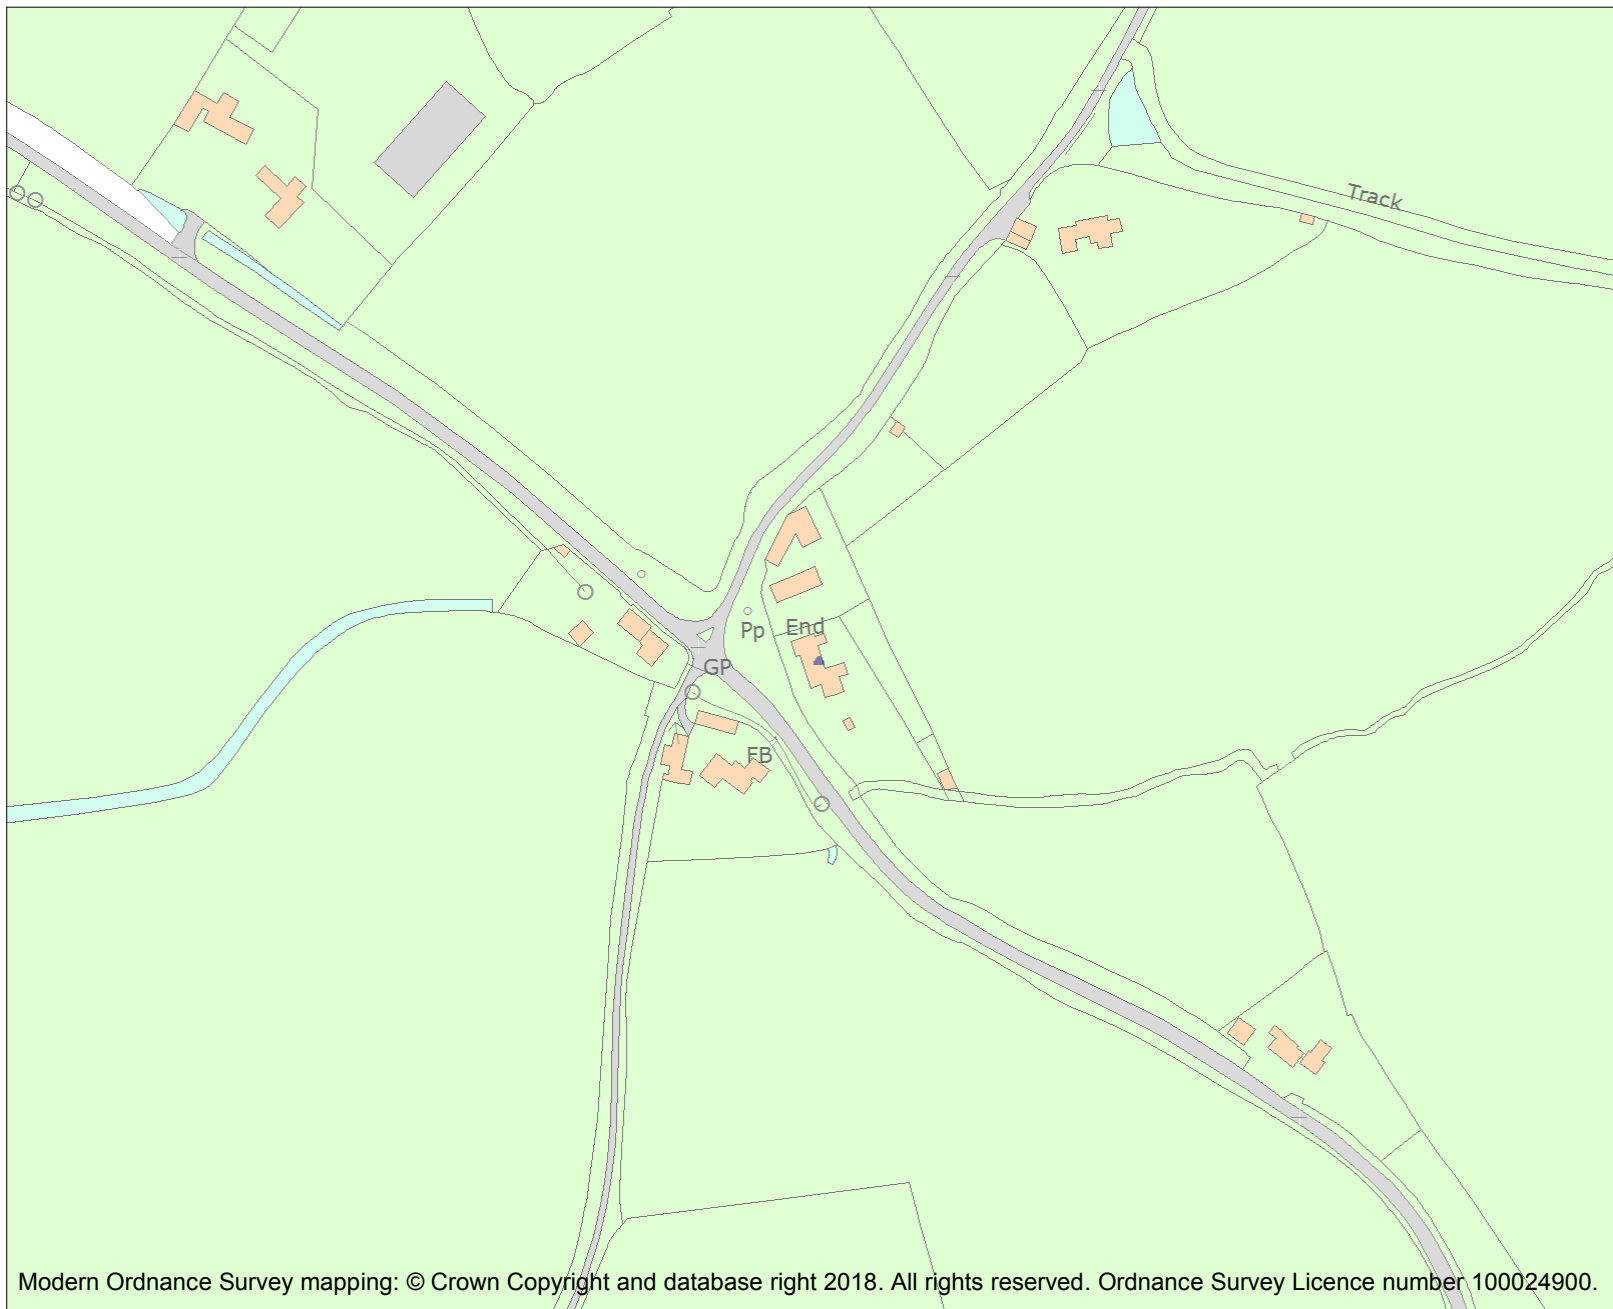 Track
Pp
End
GP
FB
Modern Ordnance Survey mapping: © Crown Copyright and database right 2018. All rights reserved. Ordnance Survey Licence number 100024900.